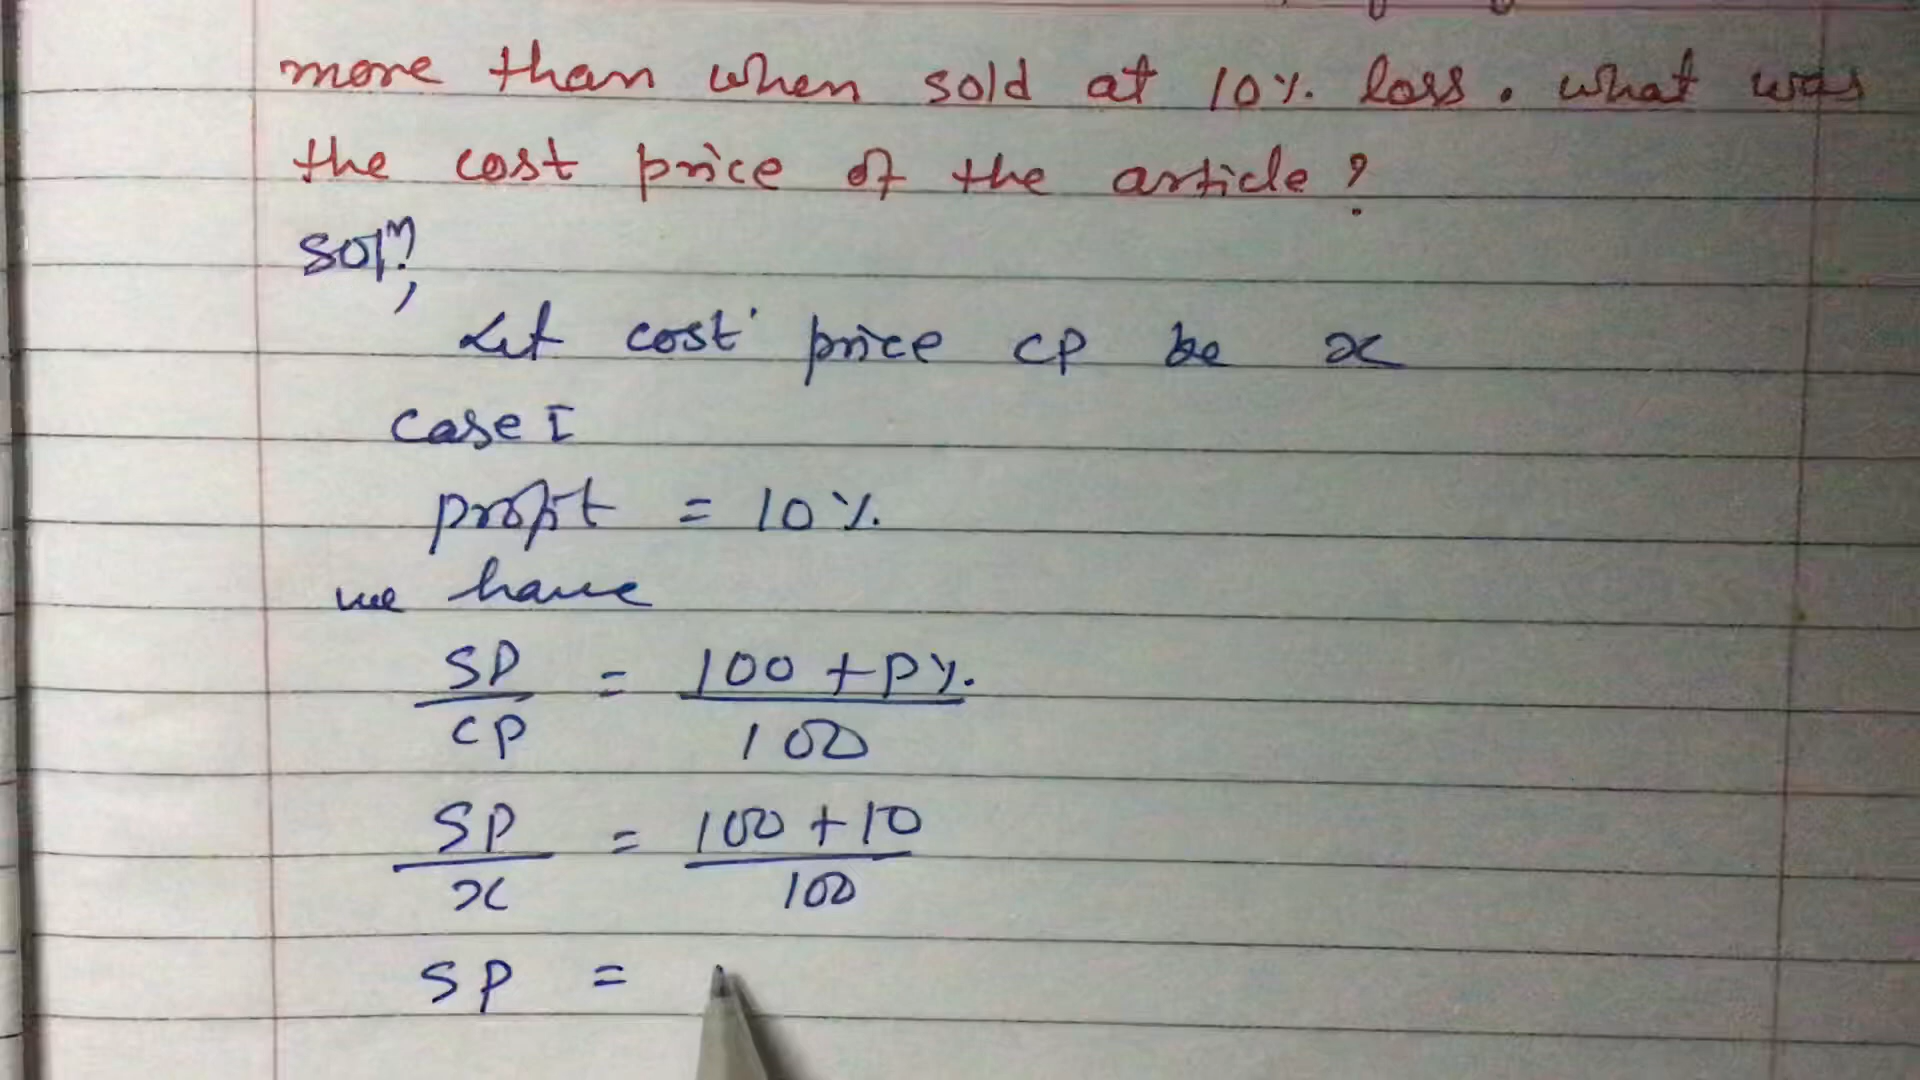 more than when sold at 10%. loss. what was
the cost price of the article?
Solⁿ,
Let cost price CP be x
Case I
profit = 10%.
we have
SP/CP = 100 + P%./100
SP/x = 100 + 10/100
SP =